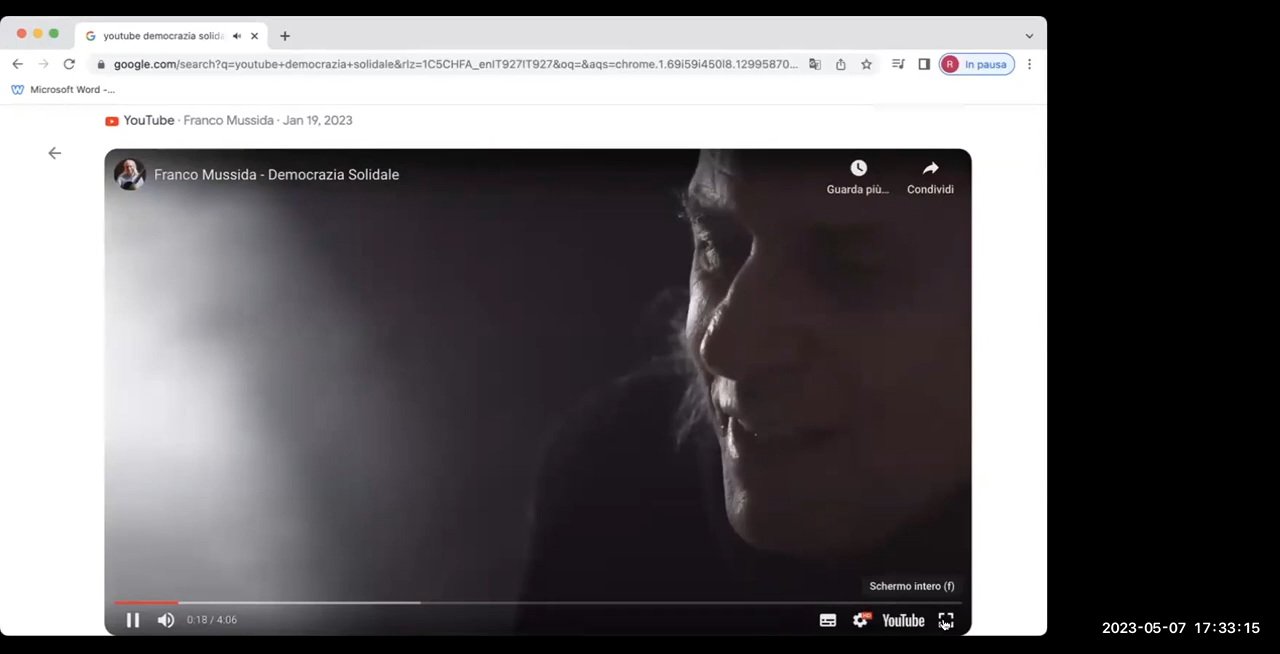 youtube democrazia solida
google.com/search?q=youtube+democrazia+solidale&rlz=1C5CHFA_enIT927IT927&oq=&aqs=chrome.1.69i59i450l8.12995870...
R In pausa
Microsoft Word -...
YouTube · Franco Mussida · Jan 19, 2023
Franco Mussida - Democrazia Solidale
Guarda più...
Condividi
Schermo intero (f)
0:18 / 4:06
HD
YouTube
2023-05-07 17:33:15